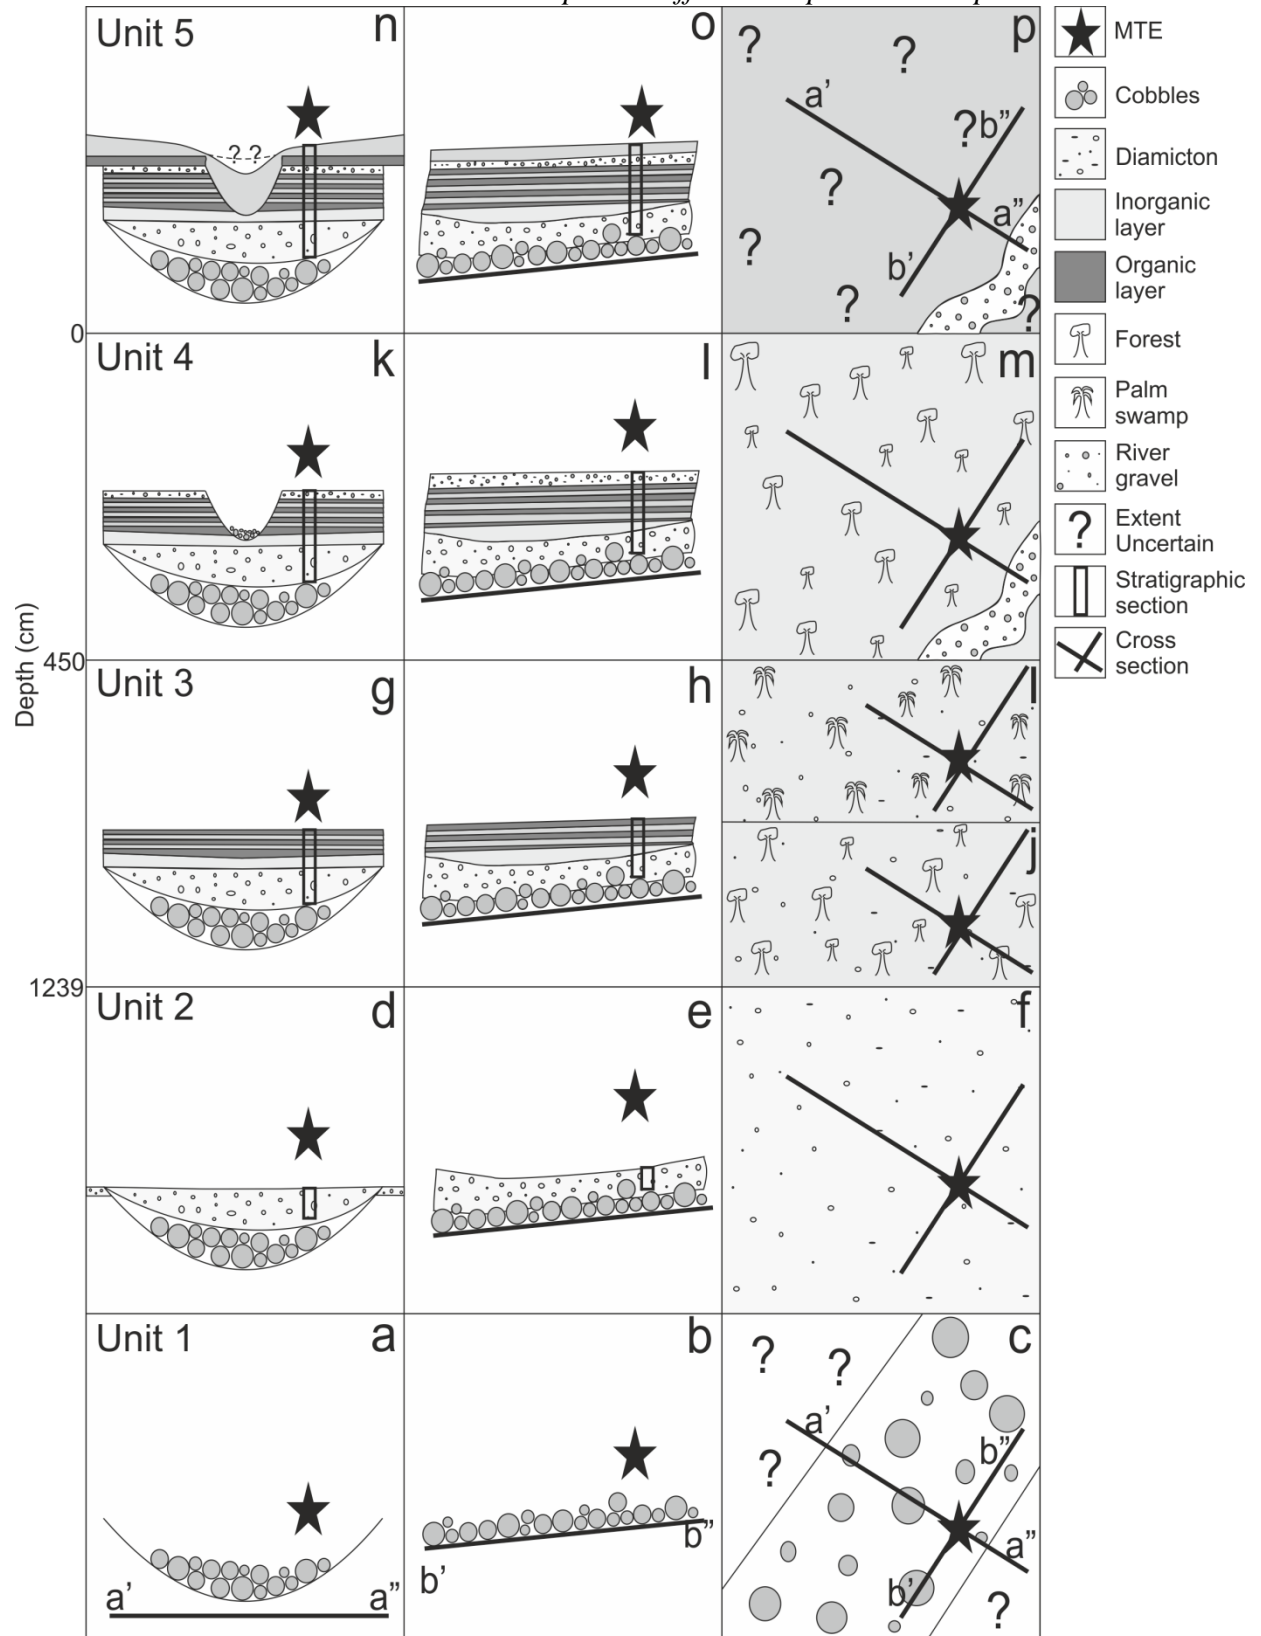 Unit 5 n o p
? ? ? ?
a' b" a" b'
? ? ? ? ?
0
Unit 4 k l m
450
Unit 3 g h l
j
1239
Unit 2 d e f
Unit 1 a b c
? ? ? ?
a' b" a" b'
b' b"
a' a"
Depth (cm)
MTE
Cobbles
Diamicton
Inorganic
layer
Organic
layer
Forest
Palm
swamp
River
gravel
?
Extent
Uncertain
Stratigraphic
section
Cross
section